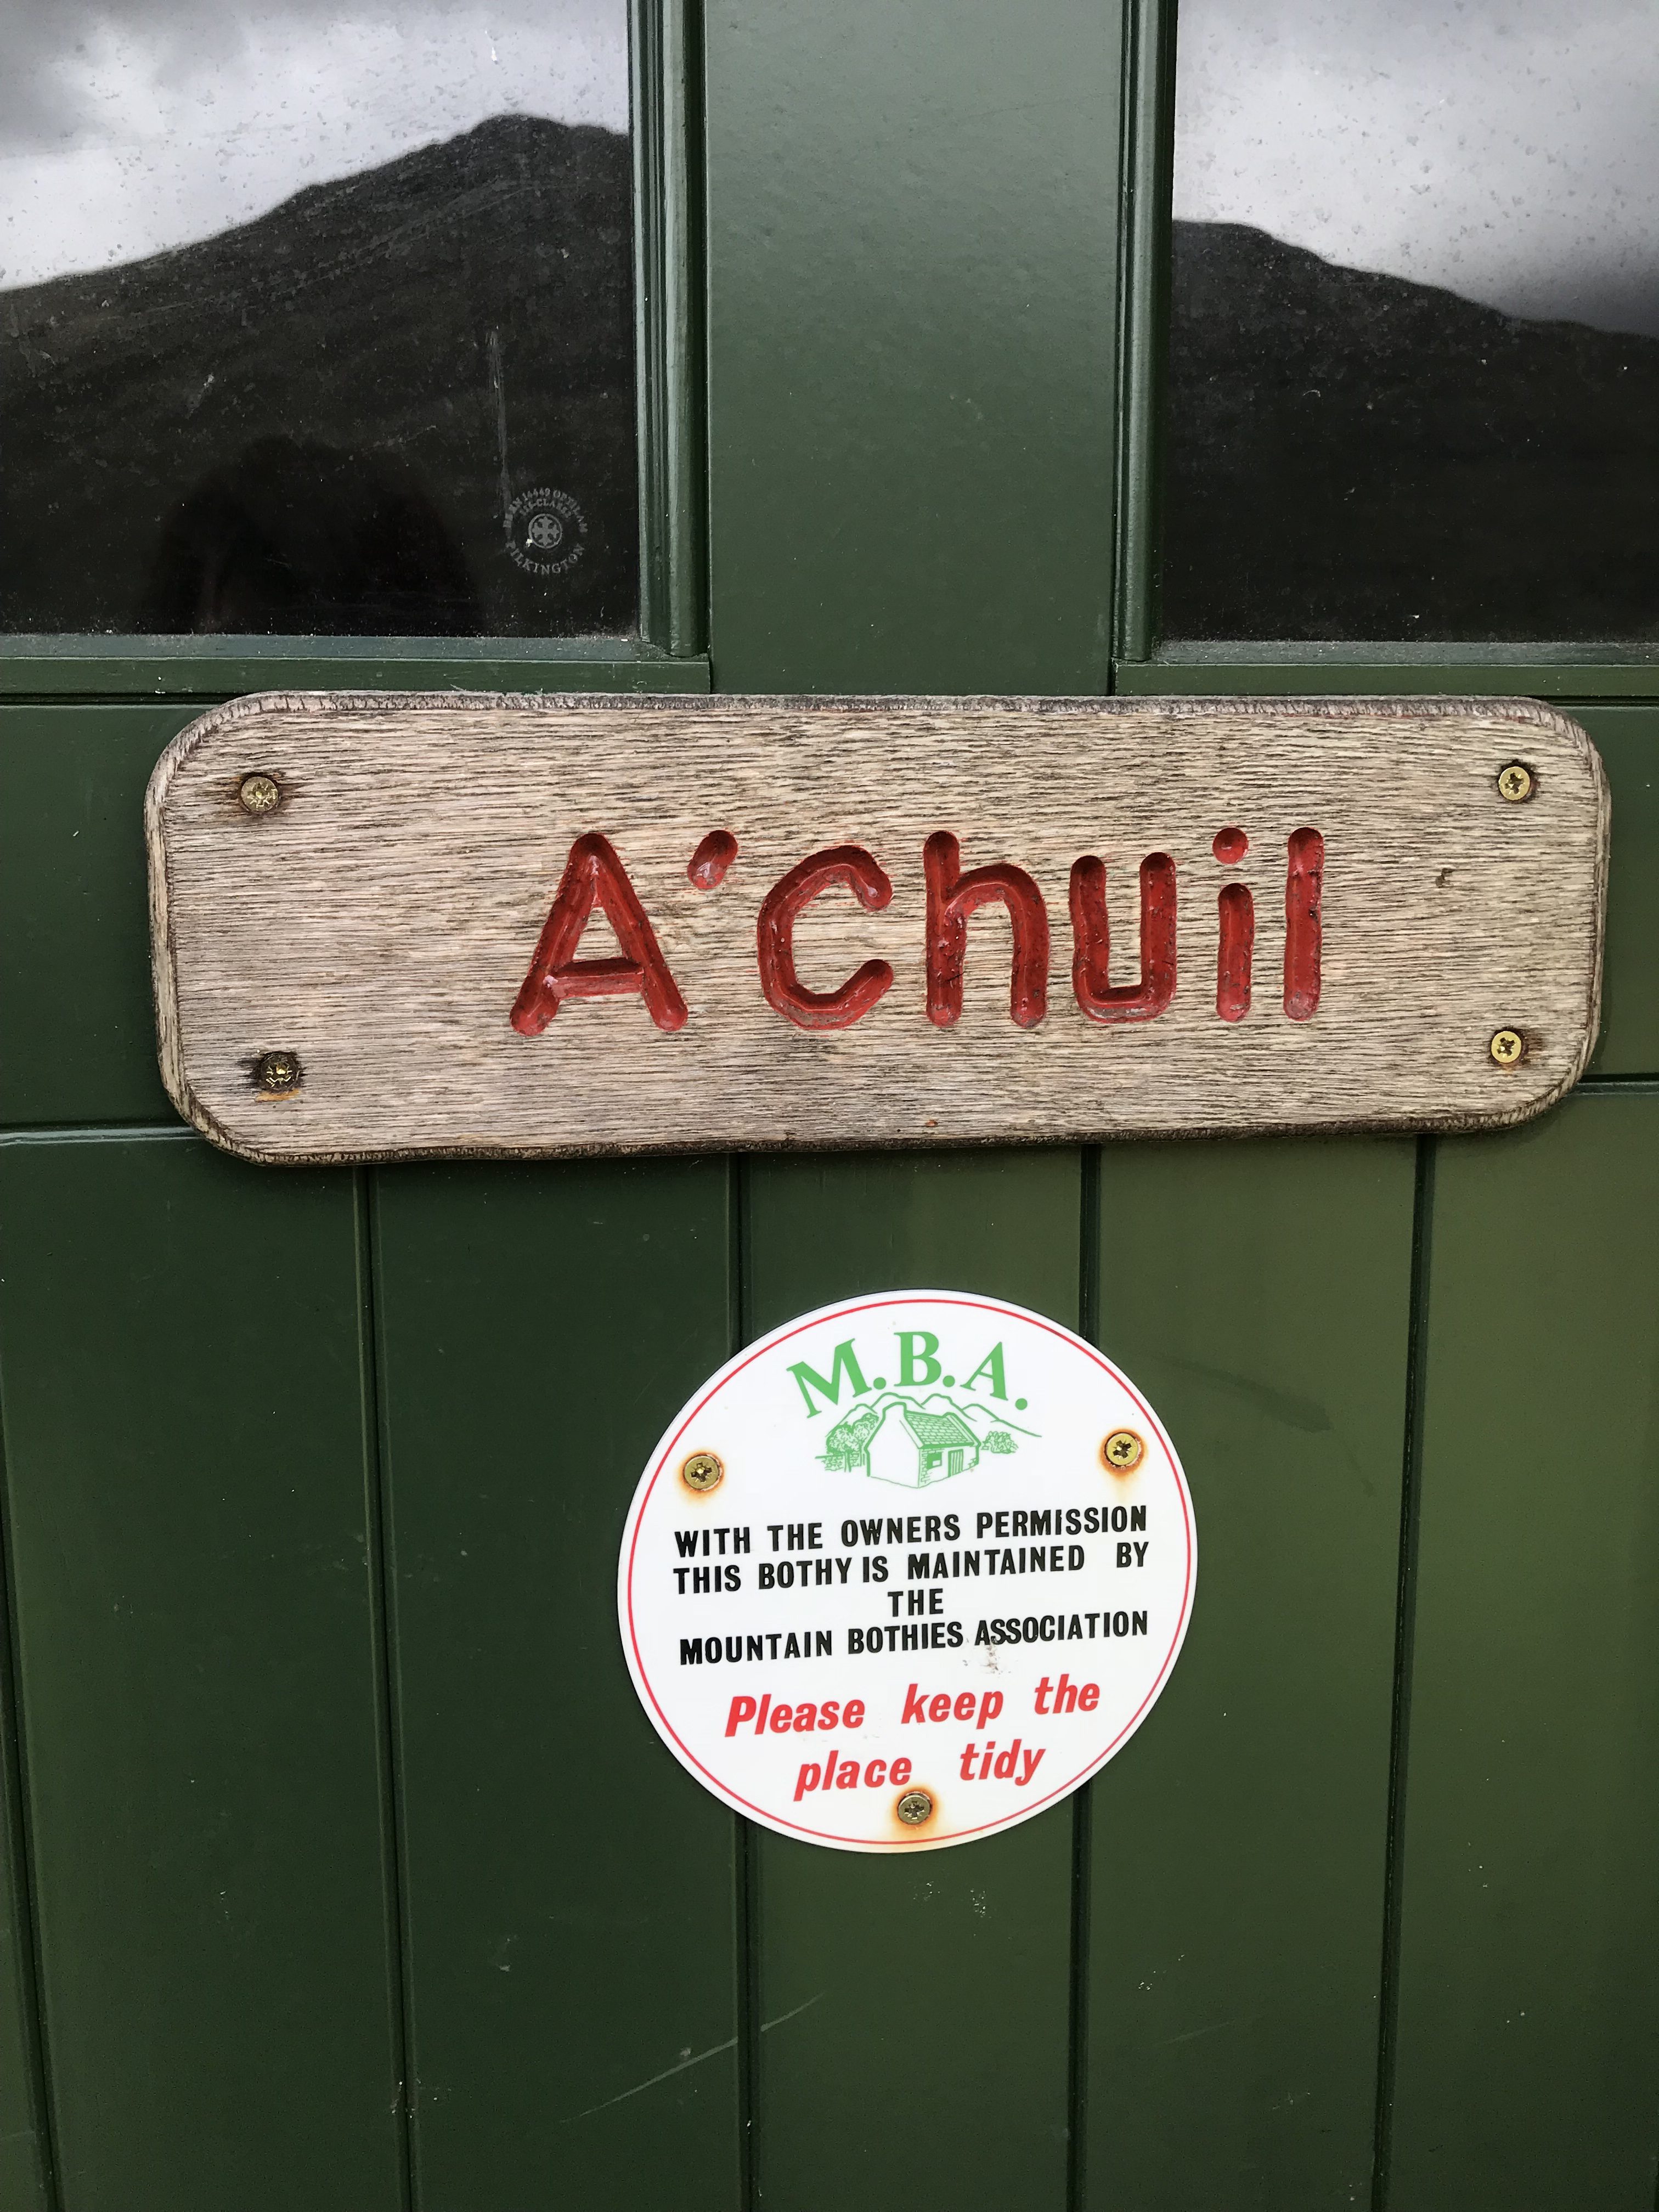 PILKINGTON
A'chuil
M.B.A.
WITH THE OWNERS PERMISSION
THIS BOTHY IS MAINTAINED BY
THE
MOUNTAIN BOTHIES ASSOCIATION
Please keep the
place tidy